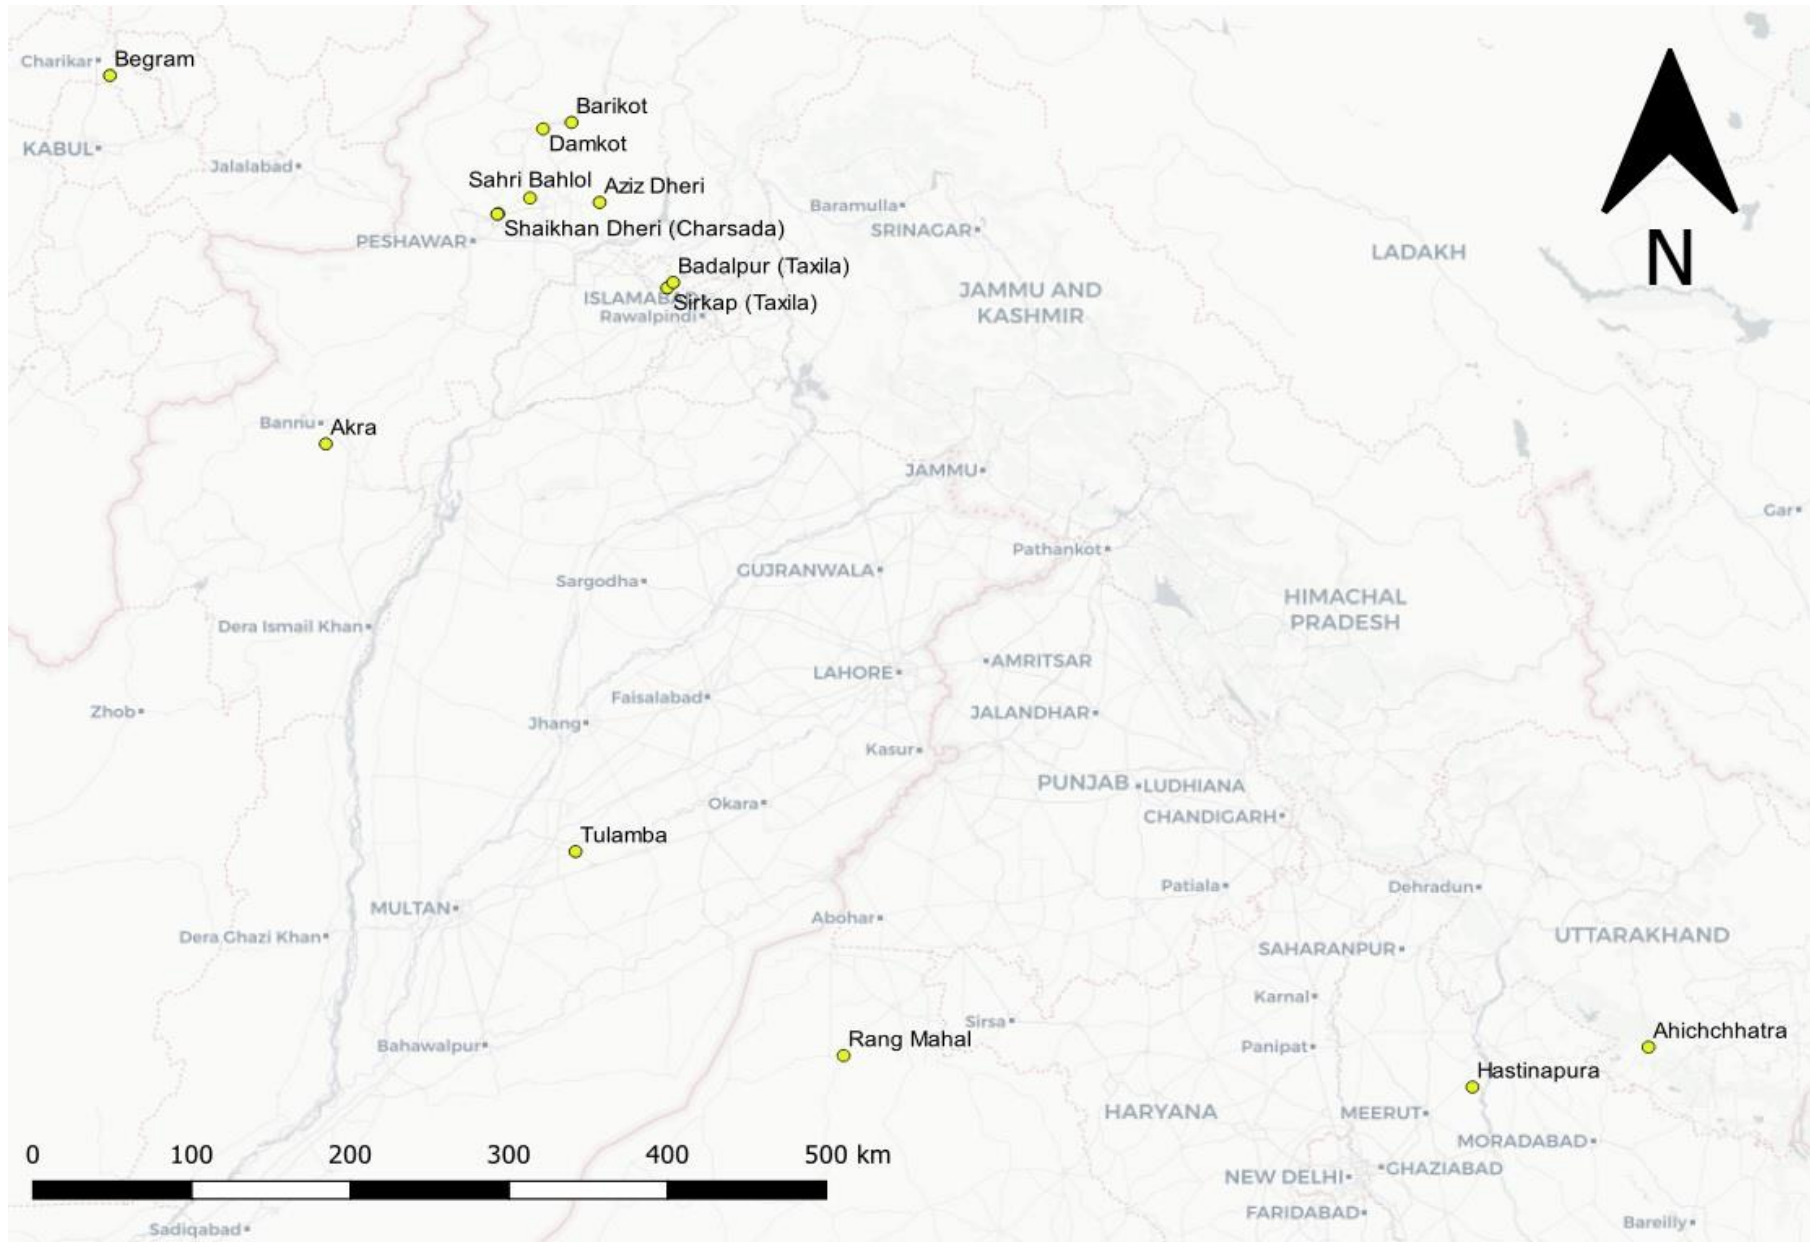 Begram
Charikar
Barikot
Damkot
KABUL
Jalalabad
Sahri Bahlol
Aziz Dheri
Baramulla
Shaikhan Dheri (Charsada)
SRINAGAR
PESHAWAR
LADAKH
N
Badalpur (Taxila)
JAMMU AND
KASHMIR
ISLAMABAD
Sirkap (Taxila)
Rawalpindi
Bannu
Akra
JAMMU
Gar
Pathankot
GUJRANWALA
Sargodha
HIMACHAL
PRADESH
Dera Ismail Khan
AMRITSAR
LAHORE
Faisalabad
Zhob
Jhang
JALANDHAR
Kasur
PUNJAB
LUDHIANA
Okara
CHANDIGARH
Tulamba
Patiala
Dehradun
MULTAN
Abohar
Dera Ghazi Khan
UTTARAKHAND
SAHARANPUR
Karnal
Sirsa
Ahichchhatra
Rang Mahal
Bahawalpur
Panipat
Hastinapura
HARYANA
MEERUT
MORADABAD
0 100 200 300 400 500 km
GHAZIABAD
NEW DELHI
FARIDABAD
Bareilly
Sadiqabad